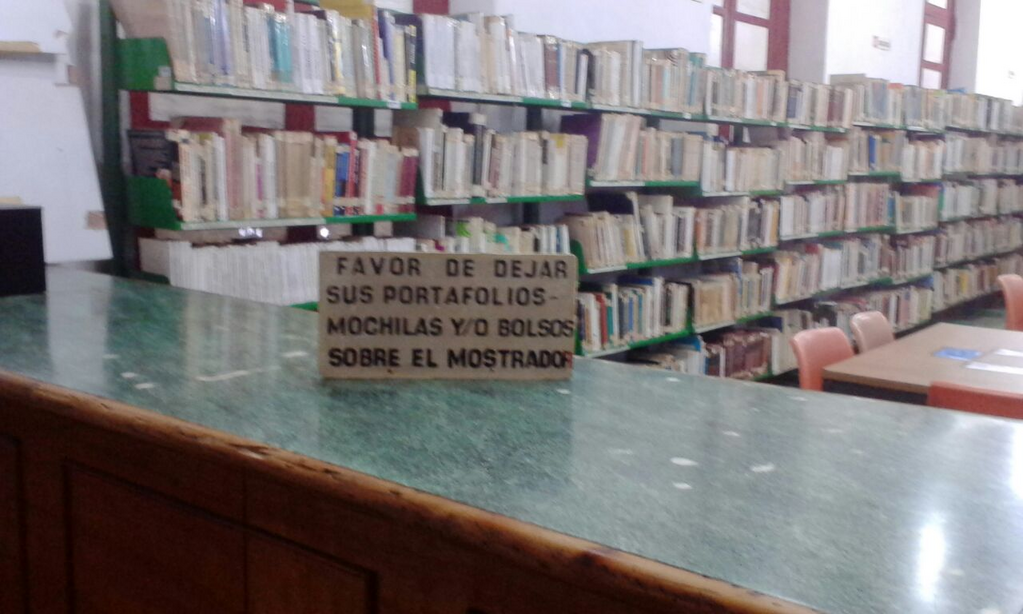 FAVOR DE DEJAR
SUS PORTAFOLIOS-
MOCHILAS Y/O BOLSOS
SOBRE EL MOSTRADOR